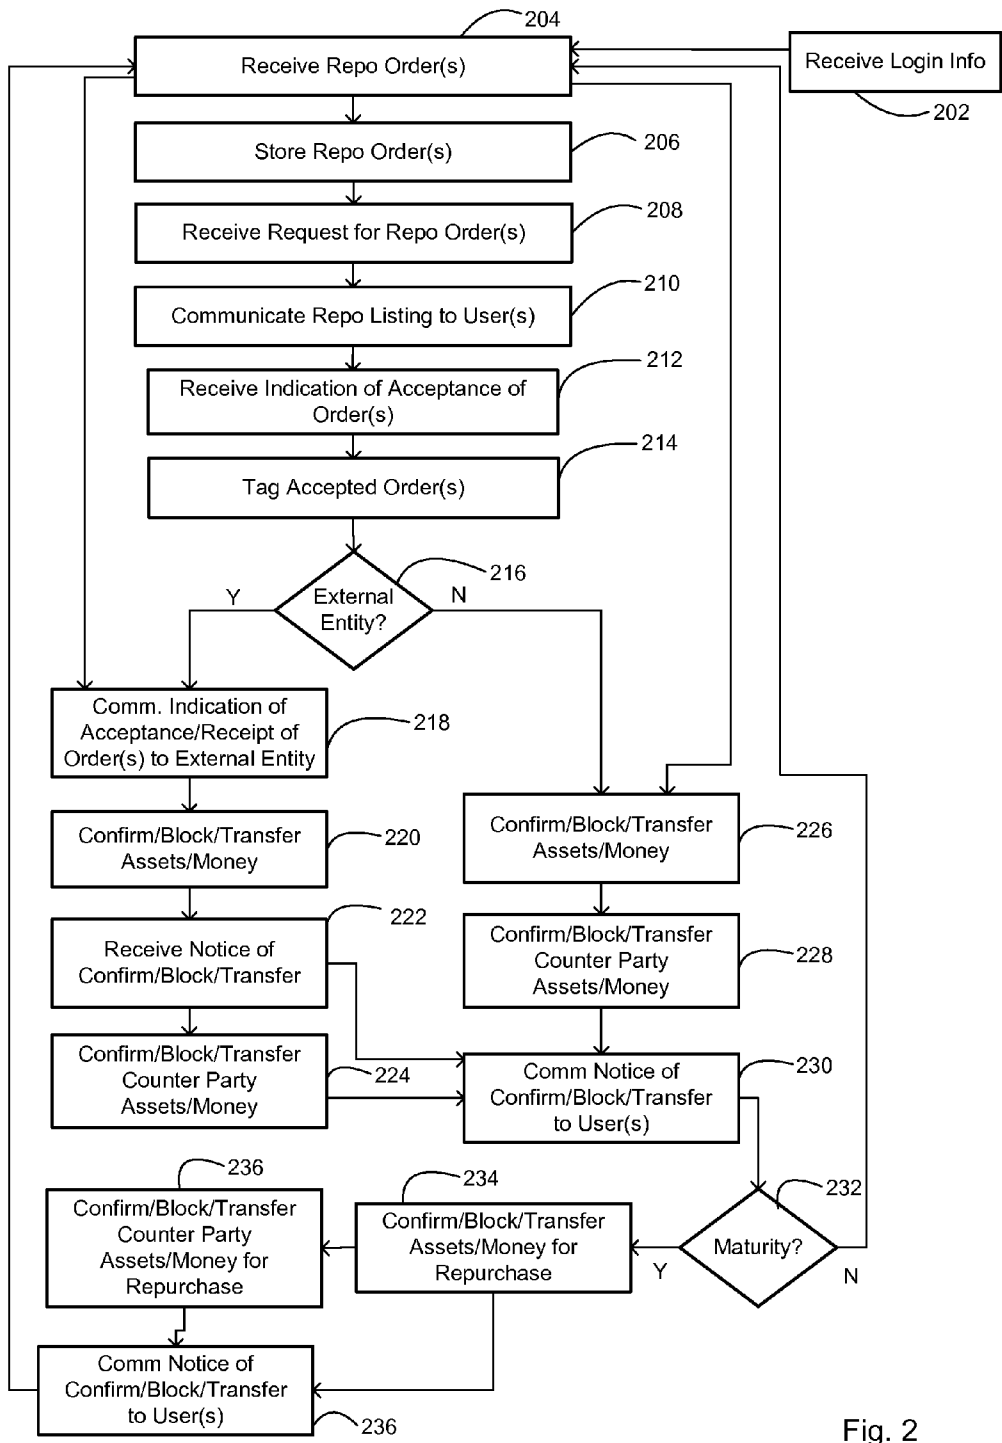 204
Receive Repo Order(s)
Receive Login Info
202
Store Repo Order(s)
206
Receive Request for Repo Order(s)
208
Communicate Repo Listing to User(s)
210
Receive Indication of Acceptance of
Order(s)
212
Tag Accepted Order(s)
214
External
Entity?
216
Y
N
Comm. Indication of
Acceptance/Receipt of
Order(s) to External Entity
218
Confirm/Block/Transfer
Assets/Money
220
Receive Notice of
Confirm/Block/Transfer
222
Confirm/Block/Transfer
Counter Party
Assets/Money
224
Confirm/Block/Transfer
Assets/Money
226
Confirm/Block/Transfer
Counter Party
Assets/Money
228
Comm Notice of
Confirm/Block/Transfer
to User(s)
230
Maturity?
232
Y
N
Confirm/Block/Transfer
Assets/Money for
Repurchase
234
Confirm/Block/Transfer
Counter Party
Assets/Money for
Repurchase
236
Comm Notice of
Confirm/Block/Transfer
to User(s)
236
Fig. 2